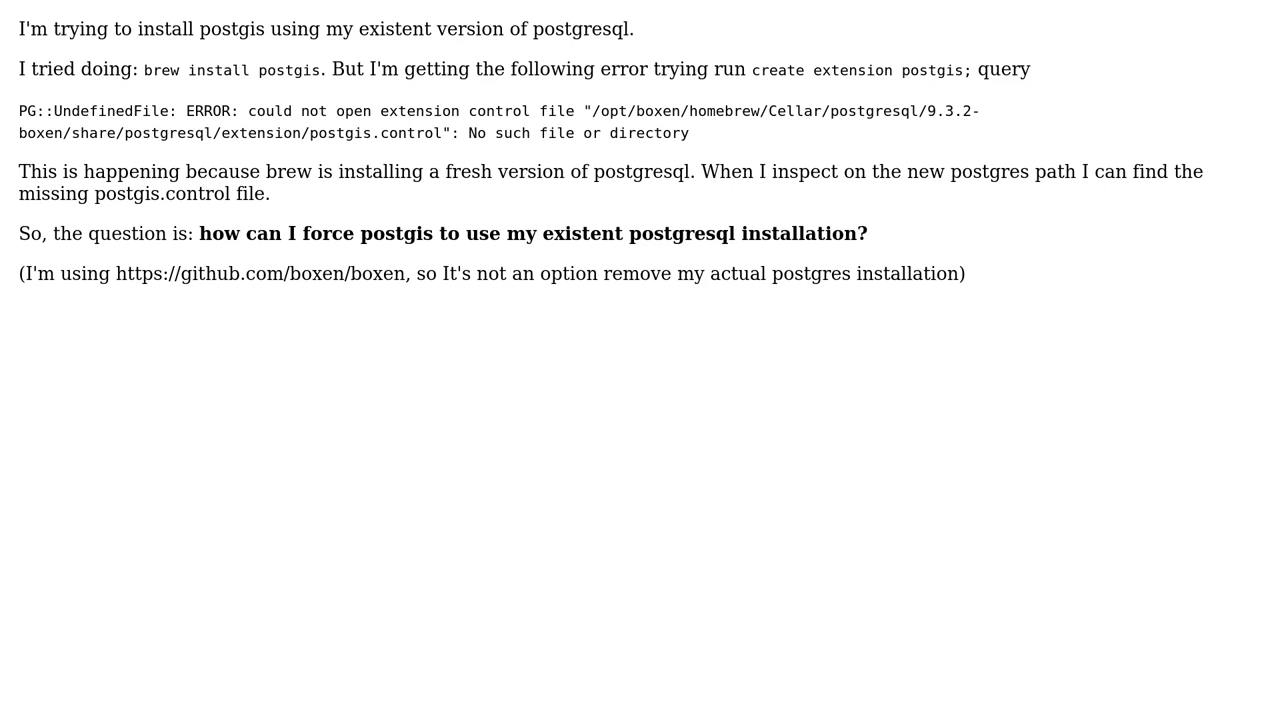 I'm trying to install postgis using my existent version of postgresql.
I tried doing: brew install postgis. But I'm getting the following error trying run create extension postgis; query
PG::UndefinedFile: ERROR: could not open extension control file "/opt/boxen/homebrew/Cellar/postgresql/9.3.2-
boxen/share/postgresql/extension/postgis.control": No such file or directory
This is happening because brew is installing a fresh version of postgresql. When I inspect on the new postgres path I can find the
missing postgis.control file.
So, the question is: how can I force postgis to use my existent postgresql installation?
(I'm using https://github.com/boxen/boxen, so It's not an option remove my actual postgres installation)